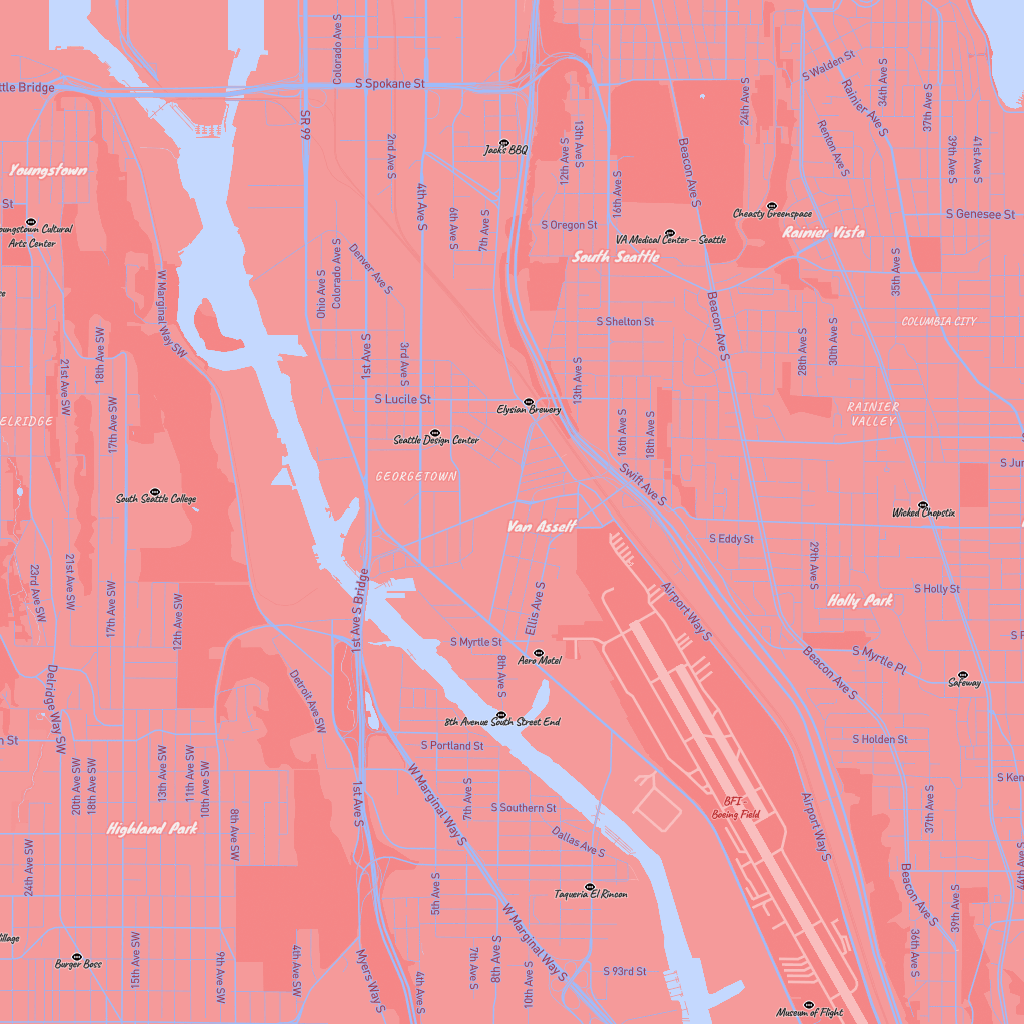 ttle Bridge
S Spokane St
Colorado Ave S
SR 99
2nd Ave S
4th Ave S
6th Ave S
7th Ave S
Jack's BBQ
12th Ave S
13th Ave S
16th Ave S
Beacon Ave S
24th Ave S
S Walden St
Rainier Ave S
34th Ave S
37th Ave S
39th Ave S
41st Ave S
Renton Ave S
Youngstown
St
oungstown Cultural
Arts Center
Cheasty Greenspace
S Genesee St
S Oregon St
VA Medical Center – Seattle
Rainier Vista
South Seattle
W Marginal Way SW
Ohio Ave S
Colorado Ave S
Denver Ave S
35th Ave S
S Shelton St
Beacon Ave S
COLUMBIA CITY
21st Ave SW
18th Ave SW
17th Ave SW
1st Ave S
3rd Ave S
13th Ave S
28th Ave S
30th Ave S
S Lucile St
Elysian Brewery
Seattle Design Center
16th Ave S
18th Ave S
RAINIER
VALLEY
ELRIDGE
GEORGETOWN
Swift Ave S
S Jun
South Seattle College
Wicked Chopstix
Van Asselt
S Eddy St
23rd Ave SW
21st Ave SW
17th Ave SW
12th Ave SW
1st Ave S Bridge
Ellis Ave S
Airport Way S
29th Ave S
S Holly St
Holly Park
S Myrtle St
8th Ave S
Aero Motel
S Myrtle Pl
Beacon Ave S
Safeway
Delridge Way SW
Detroit Ave SW
8th Avenue South Street End
n St
S Portland St
S Holden St
20th Ave SW
18th Ave SW
13th Ave SW
11th Ave SW
10th Ave SW
8th Ave SW
1st Ave S
W Marginal Way S
7th Ave S
S Southern St
Dallas Ave S
BFI -
Boeing Field
Airport Way S
37th Ave S
S Ken
Highland Park
24th Ave SW
5th Ave S
Taqueria El Rincon
W Marginal Way S
Beacon Ave S
39th Ave S
36th Ave S
46th Ave S
illage
Burger Boss
15th Ave SW
9th Ave SW
4th Ave SW
Myers Way S
4th Ave S
7th Ave S
8th Ave S
10th Ave S
S 93rd St
Museum of Flight